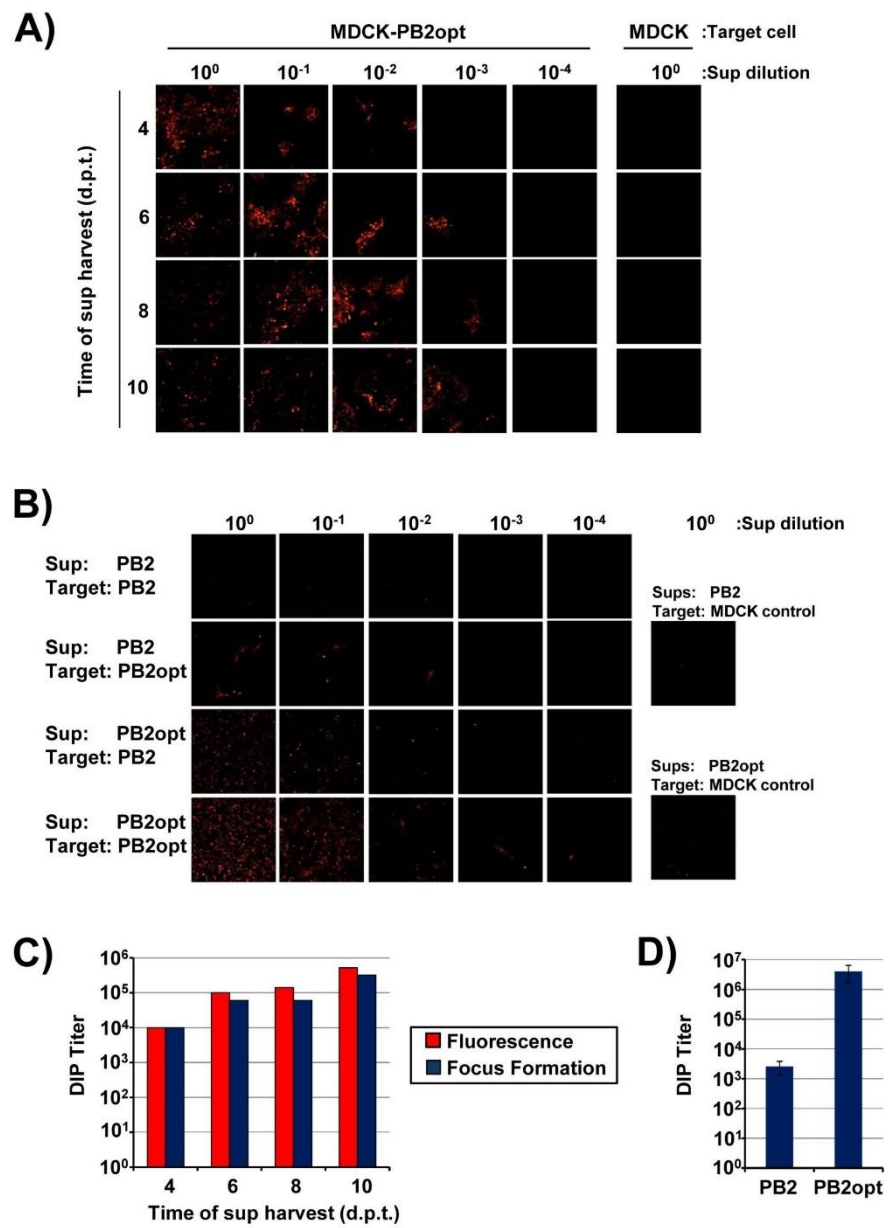 A)
MDCK-PB2opt MDCK :Target cell
10⁰ 10⁻¹ 10⁻² 10⁻³ 10⁻⁴ 10⁰ :Sup dilution
Time of sup harvest (d.p.t.)
4
6
8
10
B)
10⁰ 10⁻¹ 10⁻² 10⁻³ 10⁻⁴ 10⁰ :Sup dilution
Sup: PB2
Target: PB2
Sups: PB2
Target: MDCK control
Sup: PB2
Target: PB2opt
Sup: PB2opt
Target: PB2
Sups: PB2opt
Target: MDCK control
Sup: PB2opt
Target: PB2opt
C)
DIP Titer
10⁶
10⁵
10⁴
10³
10²
10¹
10⁰
4 6 8 10
Time of sup harvest (d.p.t.)
Fluorescence
Focus Formation
D)
DIP Titer
10⁷
10⁶
10⁵
10⁴
10³
10²
10¹
10⁰
PB2 PB2opt